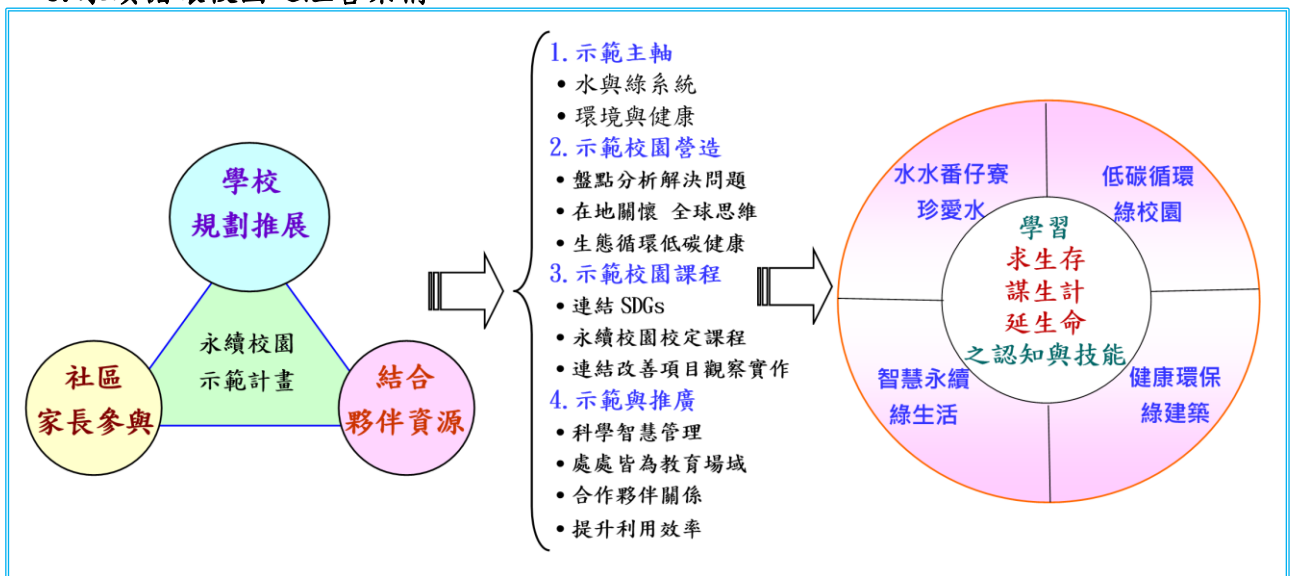 學校
規劃推展
永續校園
示範計畫
社區
家長參與
結合
夥伴資源
1.示範主軸
•水與綠系統
•環境與健康
2.示範校園營造
•盤點分析解決問題
•在地關懷 全球思維
•生態循環低碳健康
3.示範校園課程
•連結 SDGs
•永續校園校定課程
•連結改善項目觀察實作
4.示範與推廣
•科學智慧管理
•處處皆為教育場域
•合作夥伴關係
•提升利用效率
水水番仔寮
珍愛水
低碳循環
綠校園
學習
求生存
謀生計
延生命
之認知與技能
智慧永續
綠生活
健康環保
綠建築